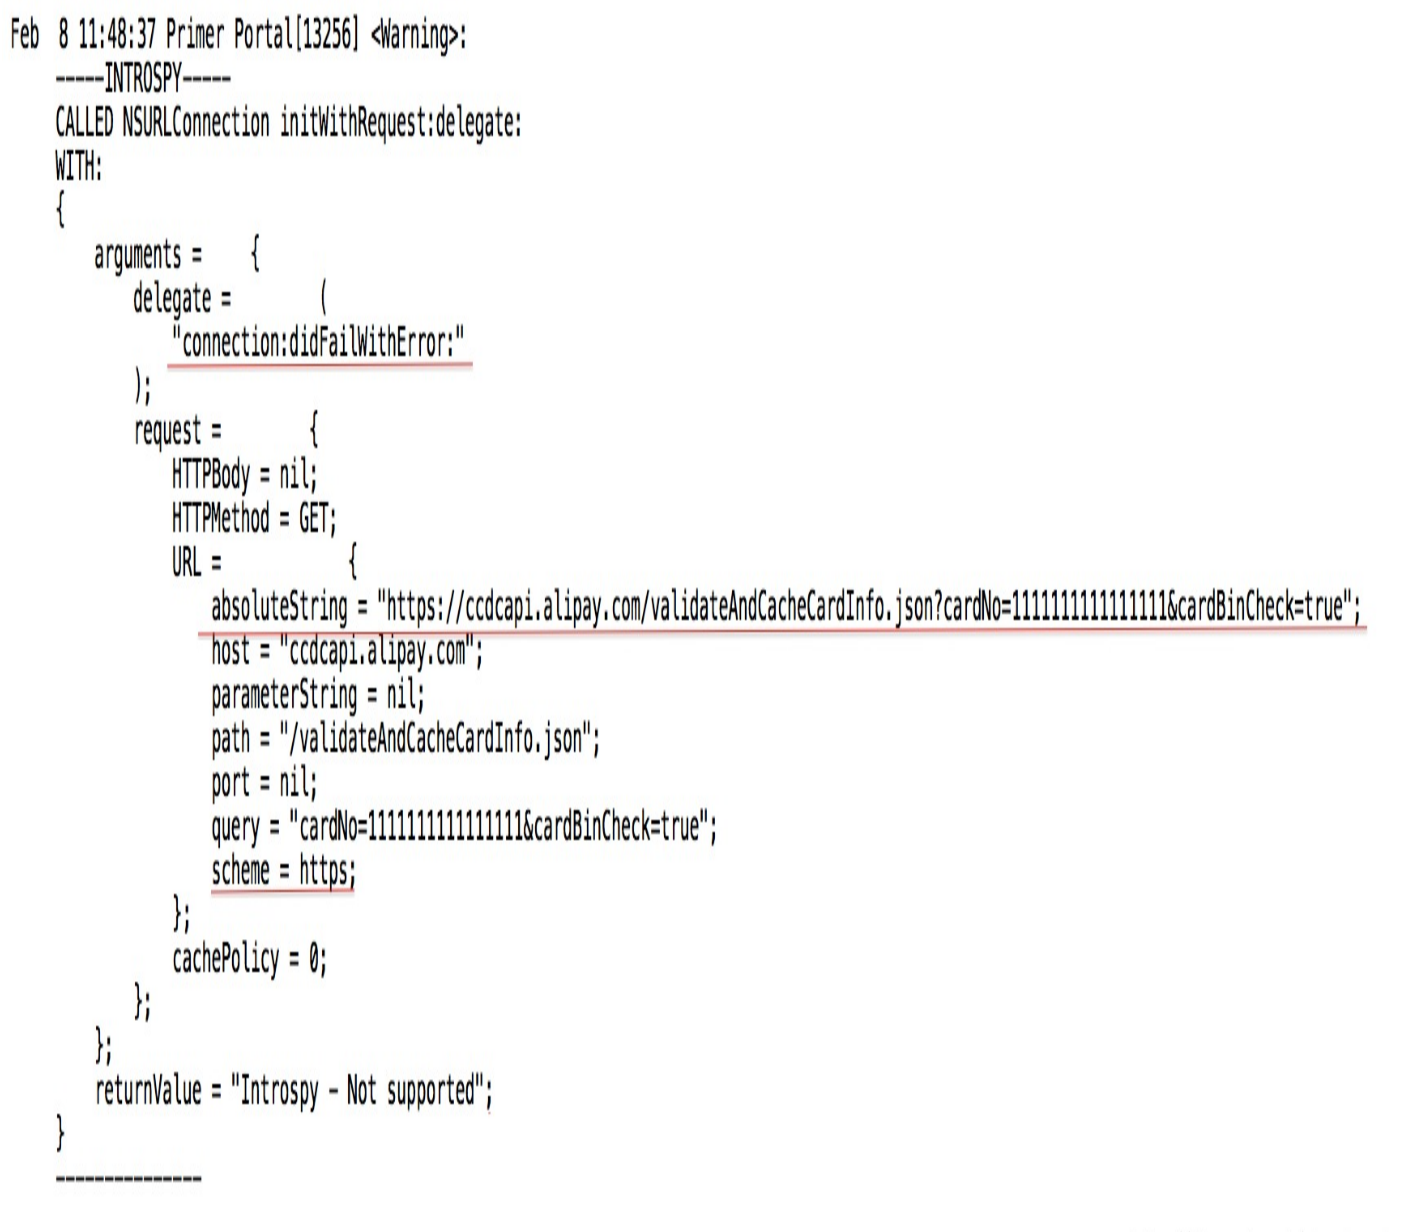 Feb  8 11:48:37 Primer Portal[13256] <Warning>:
-----INTROSPY-----
CALLED NSURLConnection initWithRequest:delegate:
WITH:
{
arguments =     {
delegate =         (
"connection:didFailWithError:"
);
request =         {
HTTPBody = nil;
HTTPMethod = GET;
URL =             {
absoluteString = "https://ccdcapi.alipay.com/validateAndCacheCardInfo.json?cardNo=1111111111111111&cardBinCheck=true";
host = "ccdcapi.alipay.com";
parameterString = nil;
path = "/validateAndCacheCardInfo.json";
port = nil;
query = "cardNo=1111111111111111&cardBinCheck=true";
scheme = https;
};
cachePolicy = 0;
};
};
returnValue = "Introspy - Not supported";
}
---------------